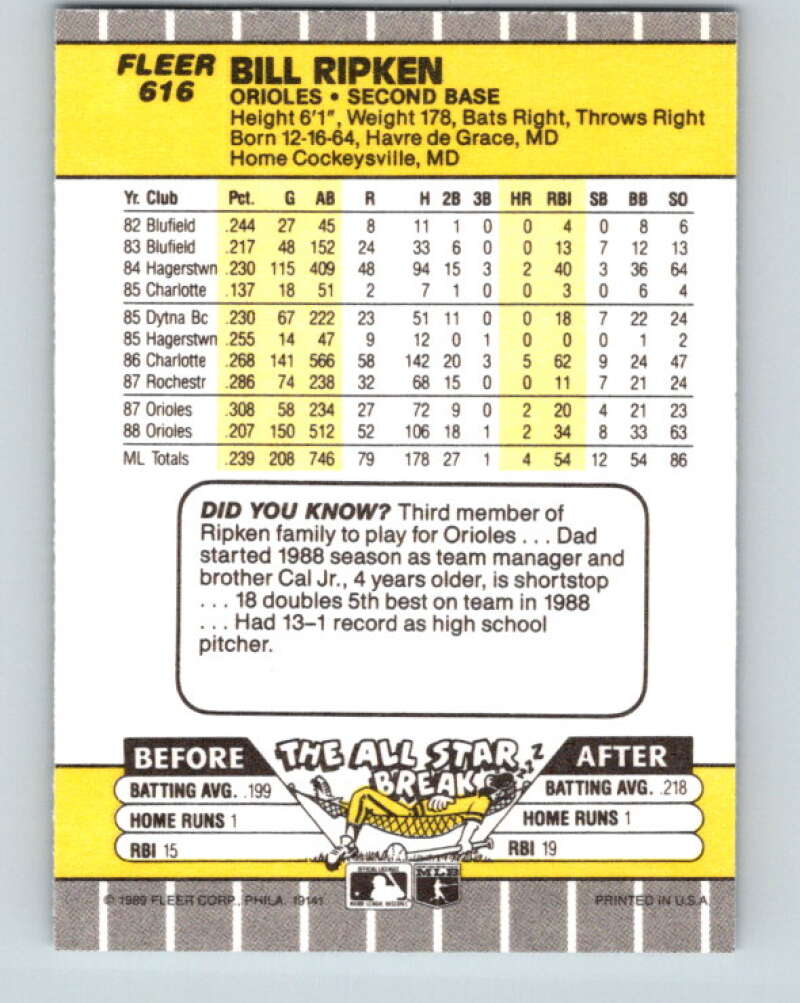 FLEER BILL RIPKEN
616 ORIOLES • SECOND BASE
Height 6'1", Weight 178, Bats Right, Throws Right
Born 12-16-64, Havre de Grace, MD
Home Cockeysville, MD
Yr. Club Pct. G AB R H 2B 3B HR RBI SB BB SO
82 Blufield .244 27 45 8 11 1 0 0 4 0 8 6
83 Blufield .217 48 152 24 33 6 0 0 13 7 12 13
84 Hagerstwn .230 115 409 48 94 15 3 2 40 3 36 64
85 Charlotte .137 18 51 2 7 1 0 0 3 0 6 4
85 Dytna Bc .230 67 222 23 51 11 0 0 18 7 22 24
85 Hagerstwn .255 14 47 9 12 0 1 0 0 0 1 2
86 Charlotte .268 141 566 58 142 20 3 5 62 9 24 47
87 Rochestr .286 74 238 32 68 15 0 0 11 7 21 24
87 Orioles .308 58 234 27 72 9 0 2 20 4 21 23
88 Orioles .207 150 512 52 106 18 1 2 34 8 33 63
ML Totals .239 208 746 79 178 27 1 4 54 12 54 86
DID YOU KNOW? Third member of
Ripken family to play for Orioles . . . Dad
started 1988 season as team manager and
brother Cal Jr., 4 years older, is shortstop
. . . 18 doubles 5th best on team in 1988
. . . Had 13–1 record as high school
pitcher.
BEFORE THE ALL STAR BREAK ZZZ AFTER
BATTING AVG. .199 BATTING AVG. .218
HOME RUNS 1 HOME RUNS 1
RBI 15 RBI 19
MLB
© 1989 FLEER CORP., PHILA. 19141 PRINTED IN U.S.A.